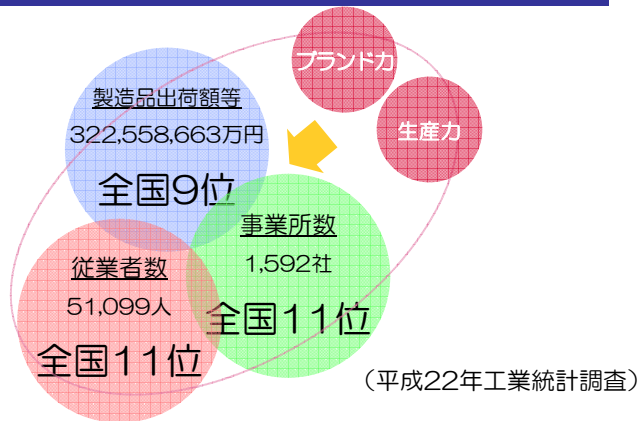 ブランド力
生産力
製造品出荷額等
322,558,663万円
全国9位
事業所数
1,592社
全国11位
従業者数
51,099人
全国11位
（平成22年工業統計調査）